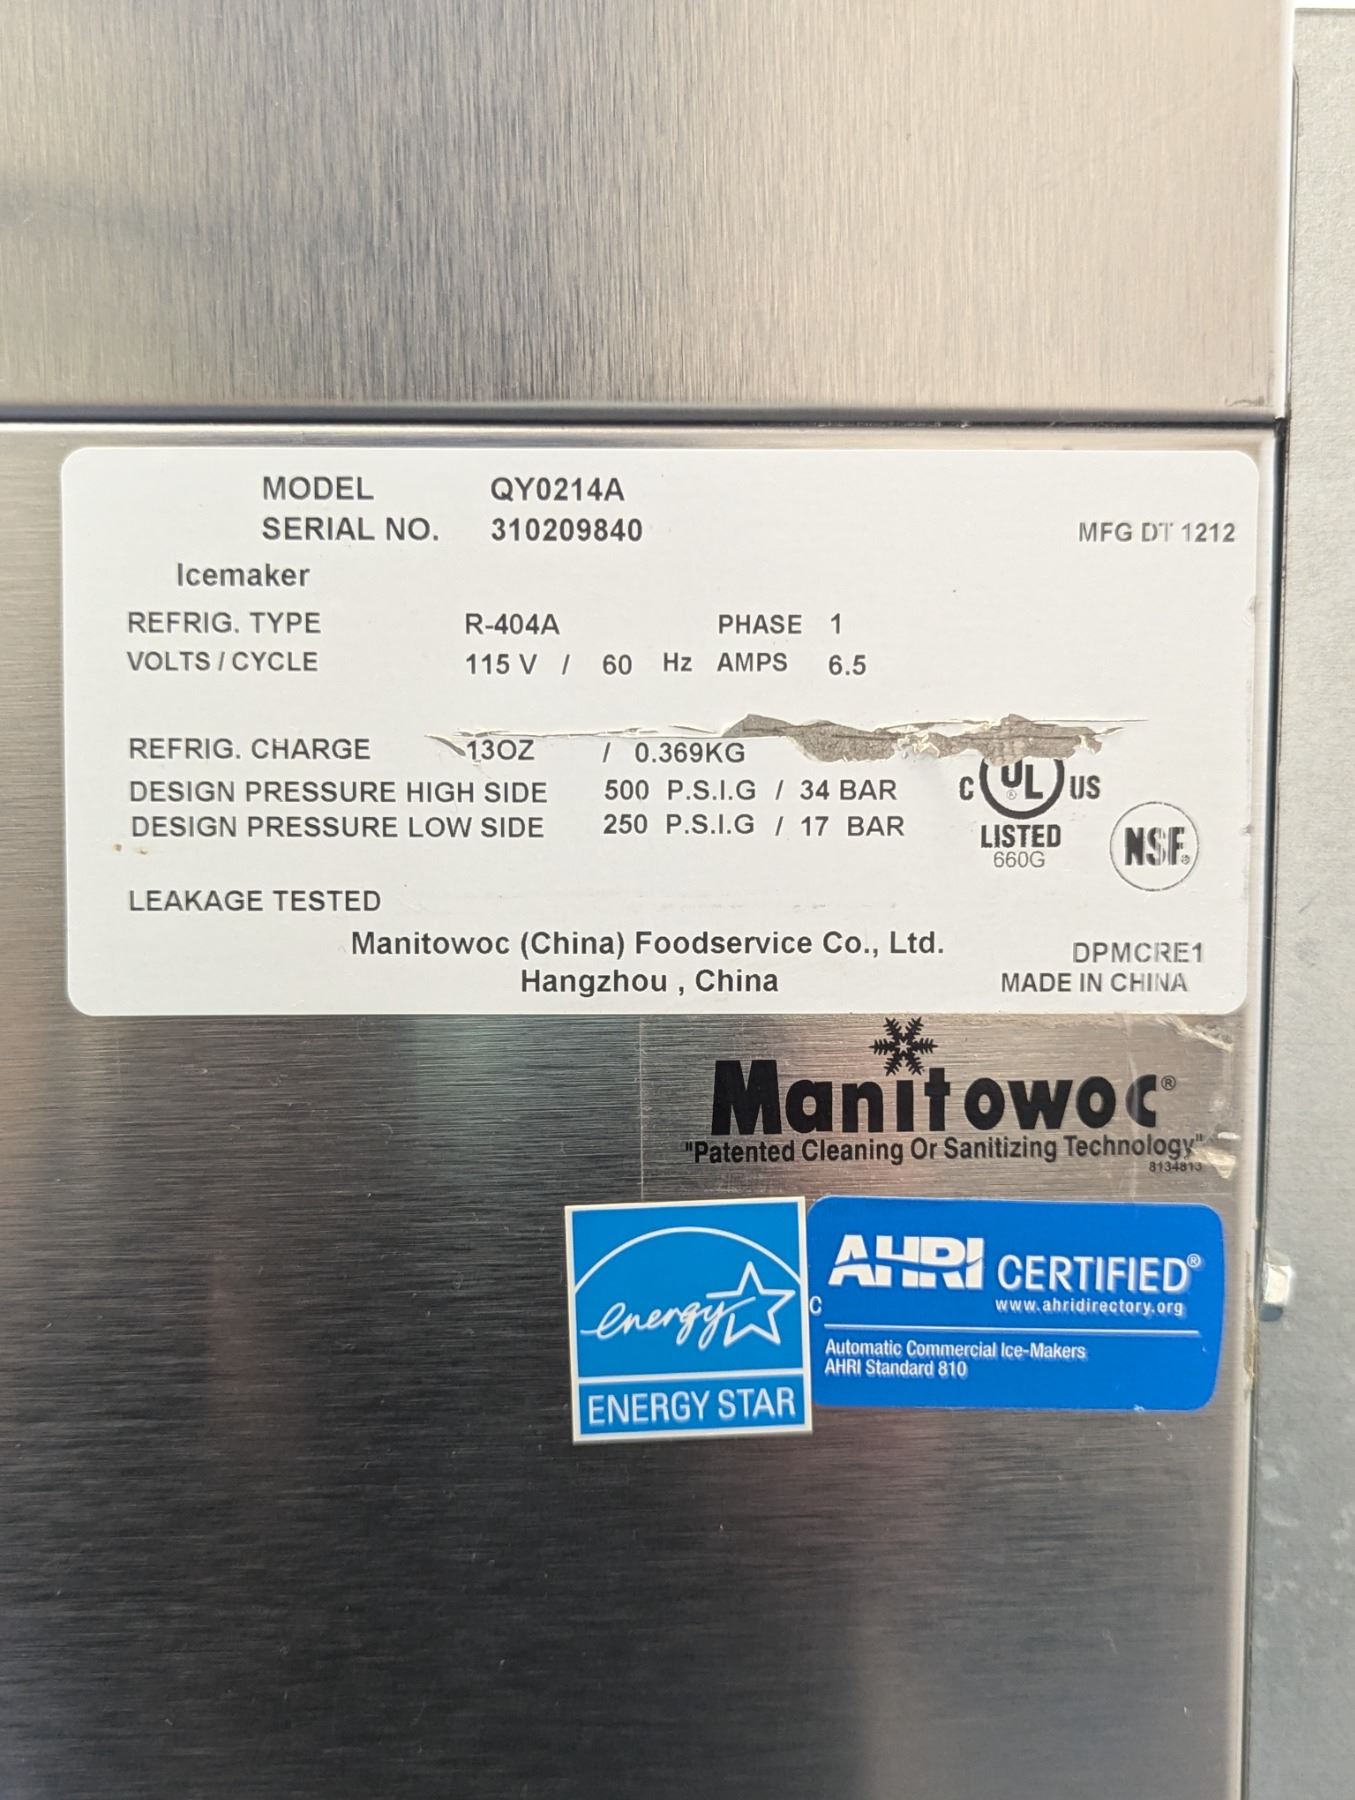 MODEL QY0214A
SERIAL NO. 310209840 MFG DT 1212
Icemaker
REFRIG. TYPE R-404A PHASE 1
VOLTS / CYCLE 115 V / 60 Hz AMPS 6.5
REFRIG. CHARGE 13OZ / 0.369KG
DESIGN PRESSURE HIGH SIDE 500 P.S.I.G / 34 BAR
DESIGN PRESSURE LOW SIDE 250 P.S.I.G / 17 BAR
C UL ® US
LISTED
660G
NSF®
LEAKAGE TESTED
Manitowoc (China) Foodservice Co., Ltd.
Hangzhou , China
DPMCRE1
MADE IN CHINA
Manitowoc®
"Patented Cleaning Or Sanitizing Technology"
8134813
energy
ENERGY STAR
C
AHRI CERTIFIED®
www.ahridirectory.org
Automatic Commercial Ice-Makers
AHRI Standard 810